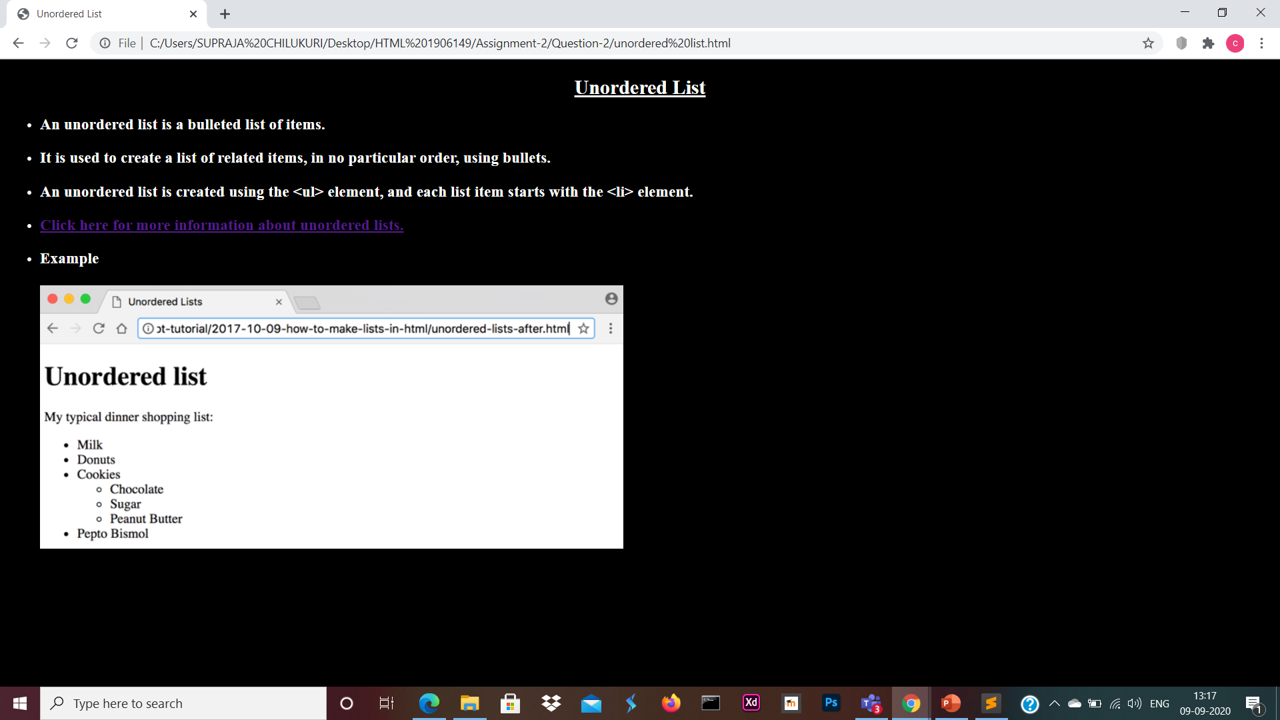 Unordered List
File
C:/Users/SUPRAJA%20CHILUKURI/Desktop/HTML%201906149/Assignment-2/Question-2/unordered%20list.html
C
Unordered List
• An unordered list is a bulleted list of items.
• It is used to create a list of related items, in no particular order, using bullets.
• An unordered list is created using the <ul> element, and each list item starts with the <li> element.
• Click here for more information about unordered lists.
• Example
Unordered Lists
ot-tutorial/2017-10-09-how-to-make-lists-in-html/unordered-lists-after.html
Unordered list
My typical dinner shopping list:
• Milk
• Donuts
• Cookies
◦ Chocolate
◦ Sugar
◦ Peanut Butter
• Pepto Bismol
Type here to search
Xd
m
Ps
3
P
S
?
ENG
13:17
09-09-2020
1